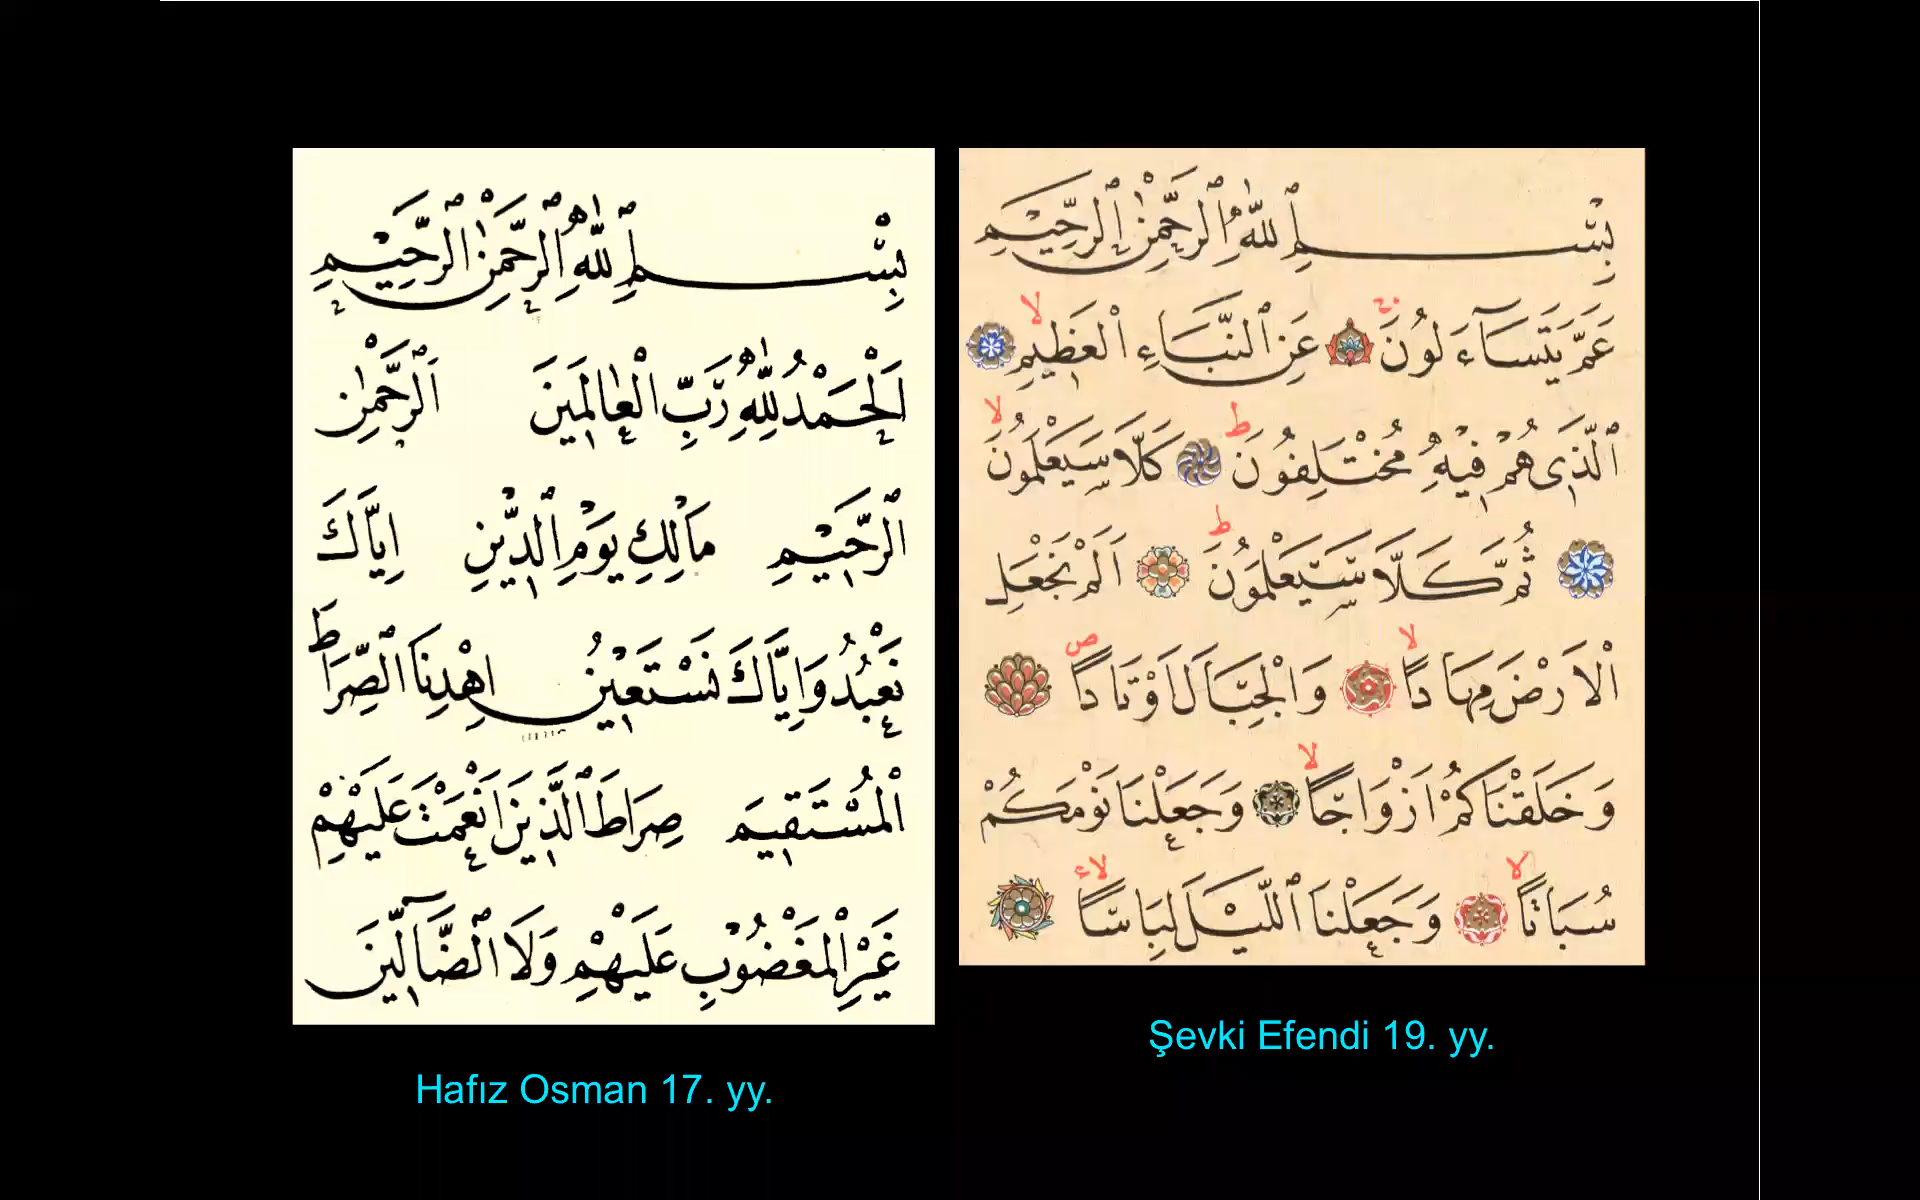 بِسْمِ اللّٰهِ الرَّحْمٰنِ الرَّحِيمِ
اَلْحَمْدُ لِلّٰهِ رَبِّ الْعَالَمِينَ الرَّحْمٰنِ
الرَّحِيمِ مَالِكِ يَوْمِ الدِّينِ اِيَّاكَ
نَعْبُدُ وَاِيَّاكَ نَسْتَعِينُ اِهْدِنَا الصِّرَاطَ
الْمُسْتَقِيمَ صِرَاطَ الَّذِينَ اَنْعَمْتَ عَلَيْهِمْ
غَيْرِ الْمَغْضُوبِ عَلَيْهِمْ وَلَا الضَّآلِّينَ
Hafız Osman 17. yy.
بِسْمِ اللّٰهِ الرَّحْمٰنِ الرَّحِيمِ
عَمَّ يَتَسَآءَلُونَ عَنِ النَّبَاِ الْعَظِيمِ
الَّذِى هُمْ فِيهِ مُخْتَلِفُونَ كَلَّا سَيَعْلَمُونَ
ثُمَّ كَلَّا سَيَعْلَمُونَ اَلَمْ نَجْعَلِ
الْاَرْضَ مِهَادًا وَالْجِبَالَ اَوْتَادًا
وَخَلَقْنَاكُمْ اَزْوَاجًا وَجَعَلْنَا نَوْمَكُمْ
سُبَاتًا وَجَعَلْنَا اللَّيْلَ لِبَاسًا
Şevki Efendi 19. yy.